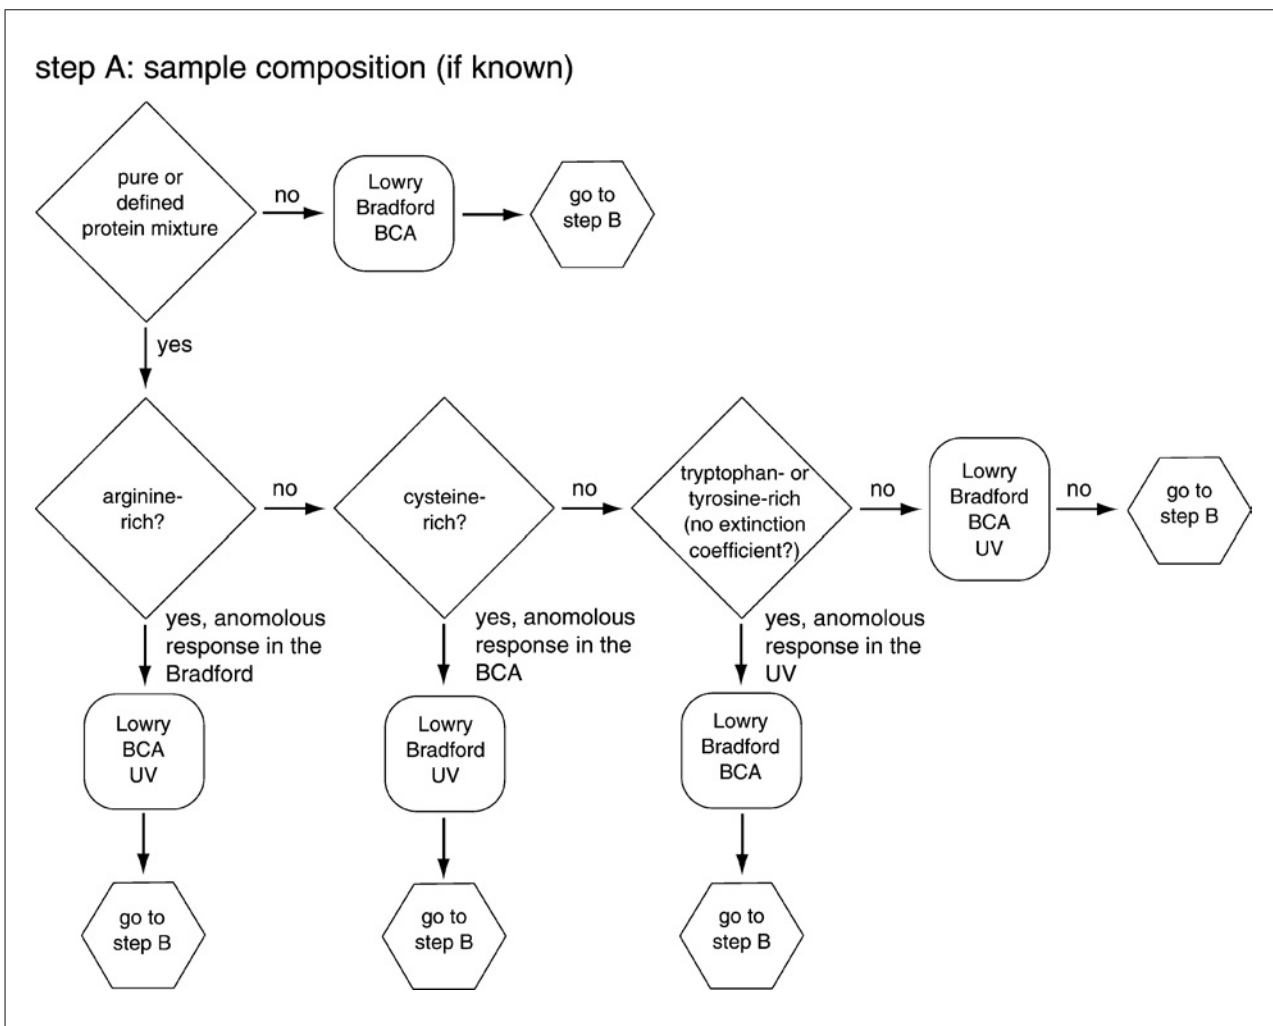 step A: sample composition (if known)
pure or
defined
protein mixture
no
Lowry
Bradford
BCA
go to
step B
yes
arginine-
rich?
no
cysteine-
rich?
no
tryptophan- or
tyrosine-rich
(no extinction
coefficient?)
no
Lowry
Bradford
BCA
UV
no
go to
step B
yes, anomolous
response in the
Bradford
yes, anomolous
response in the
BCA
yes, anomolous
response in the
UV
Lowry
BCA
UV
Lowry
Bradford
UV
Lowry
Bradford
BCA
go to
step B
go to
step B
go to
step B